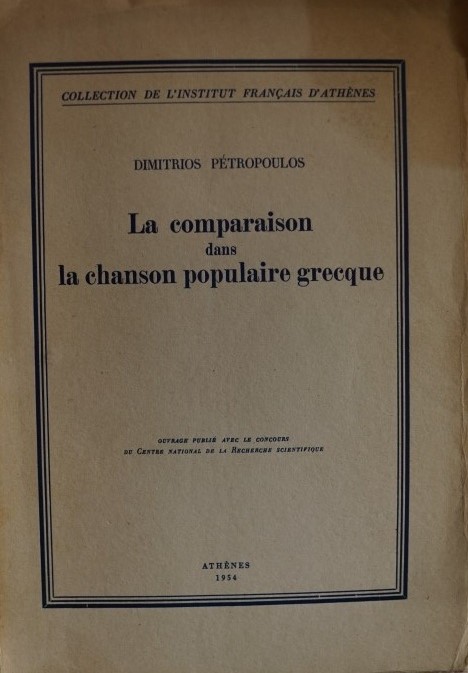 COLLECTION DE L'INSTITUT FRANÇAIS D'ATHÈNES
DIMITRIOS PÉTROPOULOS
La comparaison
dans
la chanson populaire grecque
OUVRAGE PUBLIÉ AVEC LE CONCOURS
DU CENTRE NATIONAL DE LA RECHERCHE SCIENTIFIQUE
ATHÈNES
1954